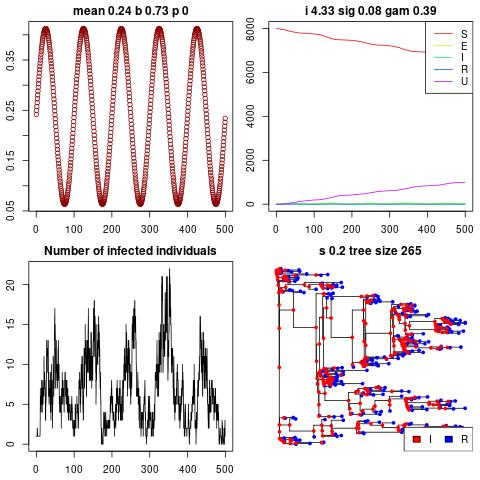 mean 0.24 b 0.73 p 0
0.05 0.15 0.25 0.35
0 100 200 300 400 500
i 4.33 sig 0.08 gam 0.39
0 2000 4000 6000 8000
0 100 200 300 400 500
S
E
I
R
U
Number of infected individuals
0 5 10 15 20
0 100 200 300 400 500
s 0.2 tree size 265
I R